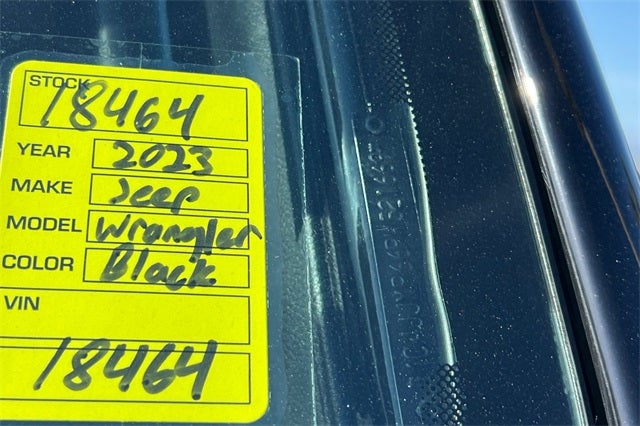 STOCK 18464
YEAR 2023
MAKE Jeep
MODEL Wrangler
COLOR Black
VIN
18464